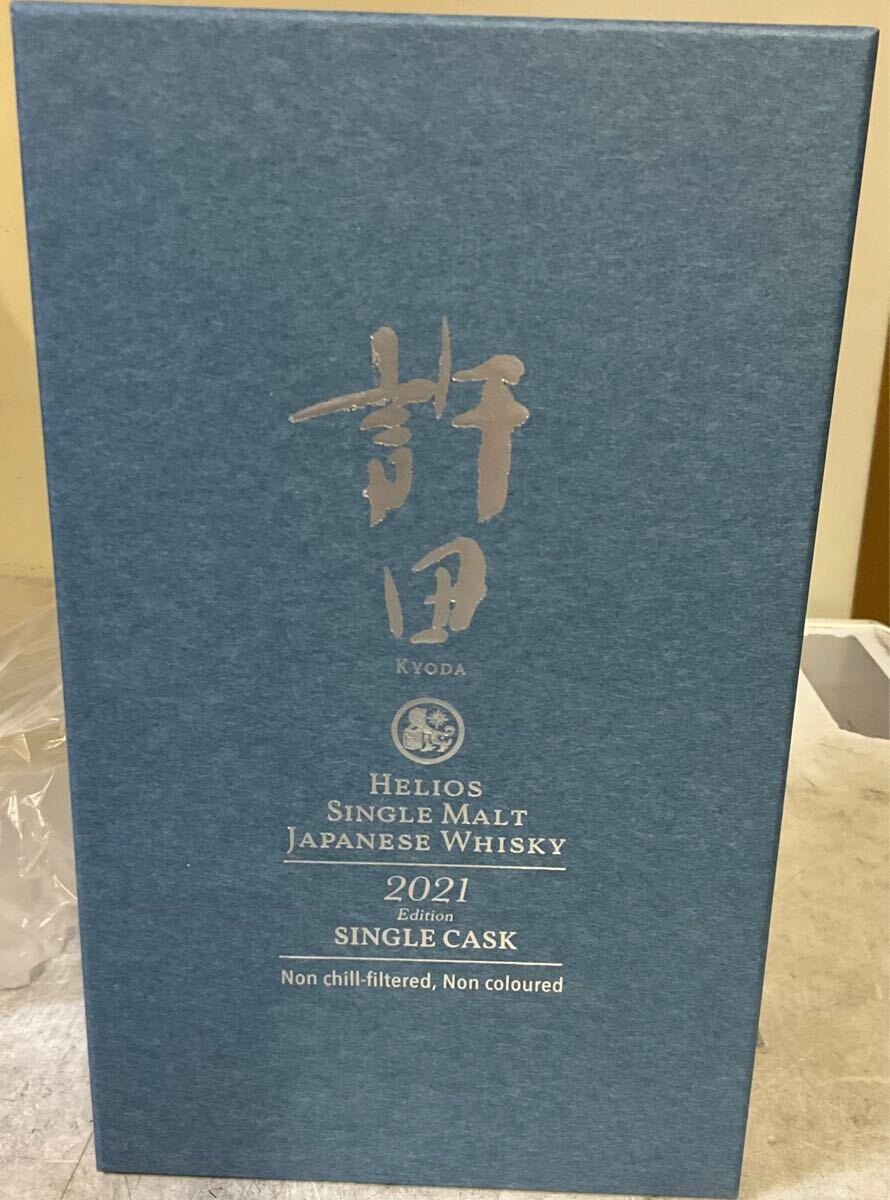 許田
KYODA
HELIOS
SINGLE MALT
JAPANESE WHISKY
2021
Edition
SINGLE CASK
Non chill-filtered, Non coloured